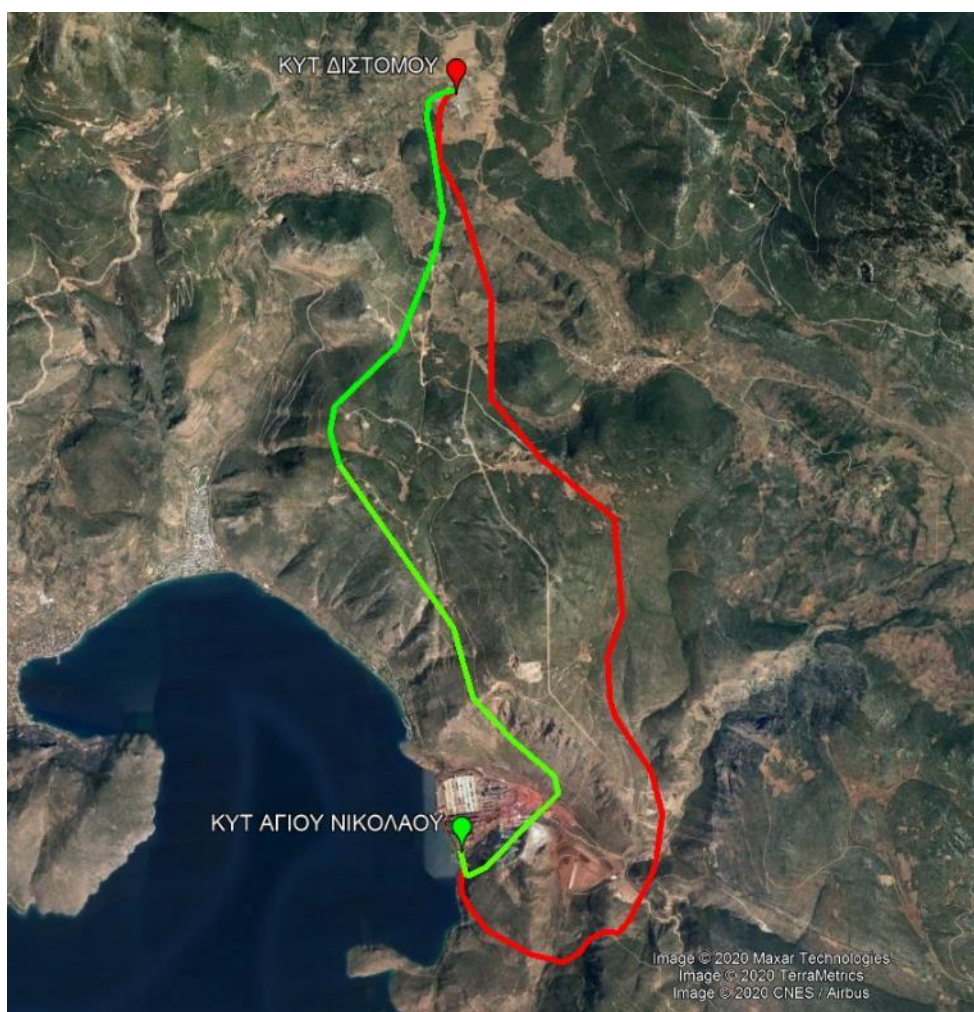 ΚΥΤ ΔΙΣΤΟΜΟΥ
ΚΥΤ ΑΓΙΟΥ ΝΙΚΟΛΑΟΥ
Image © 2020 Maxar Technologies
Image © 2020 TerraMetrics
Image © 2020 CNES / Airbus